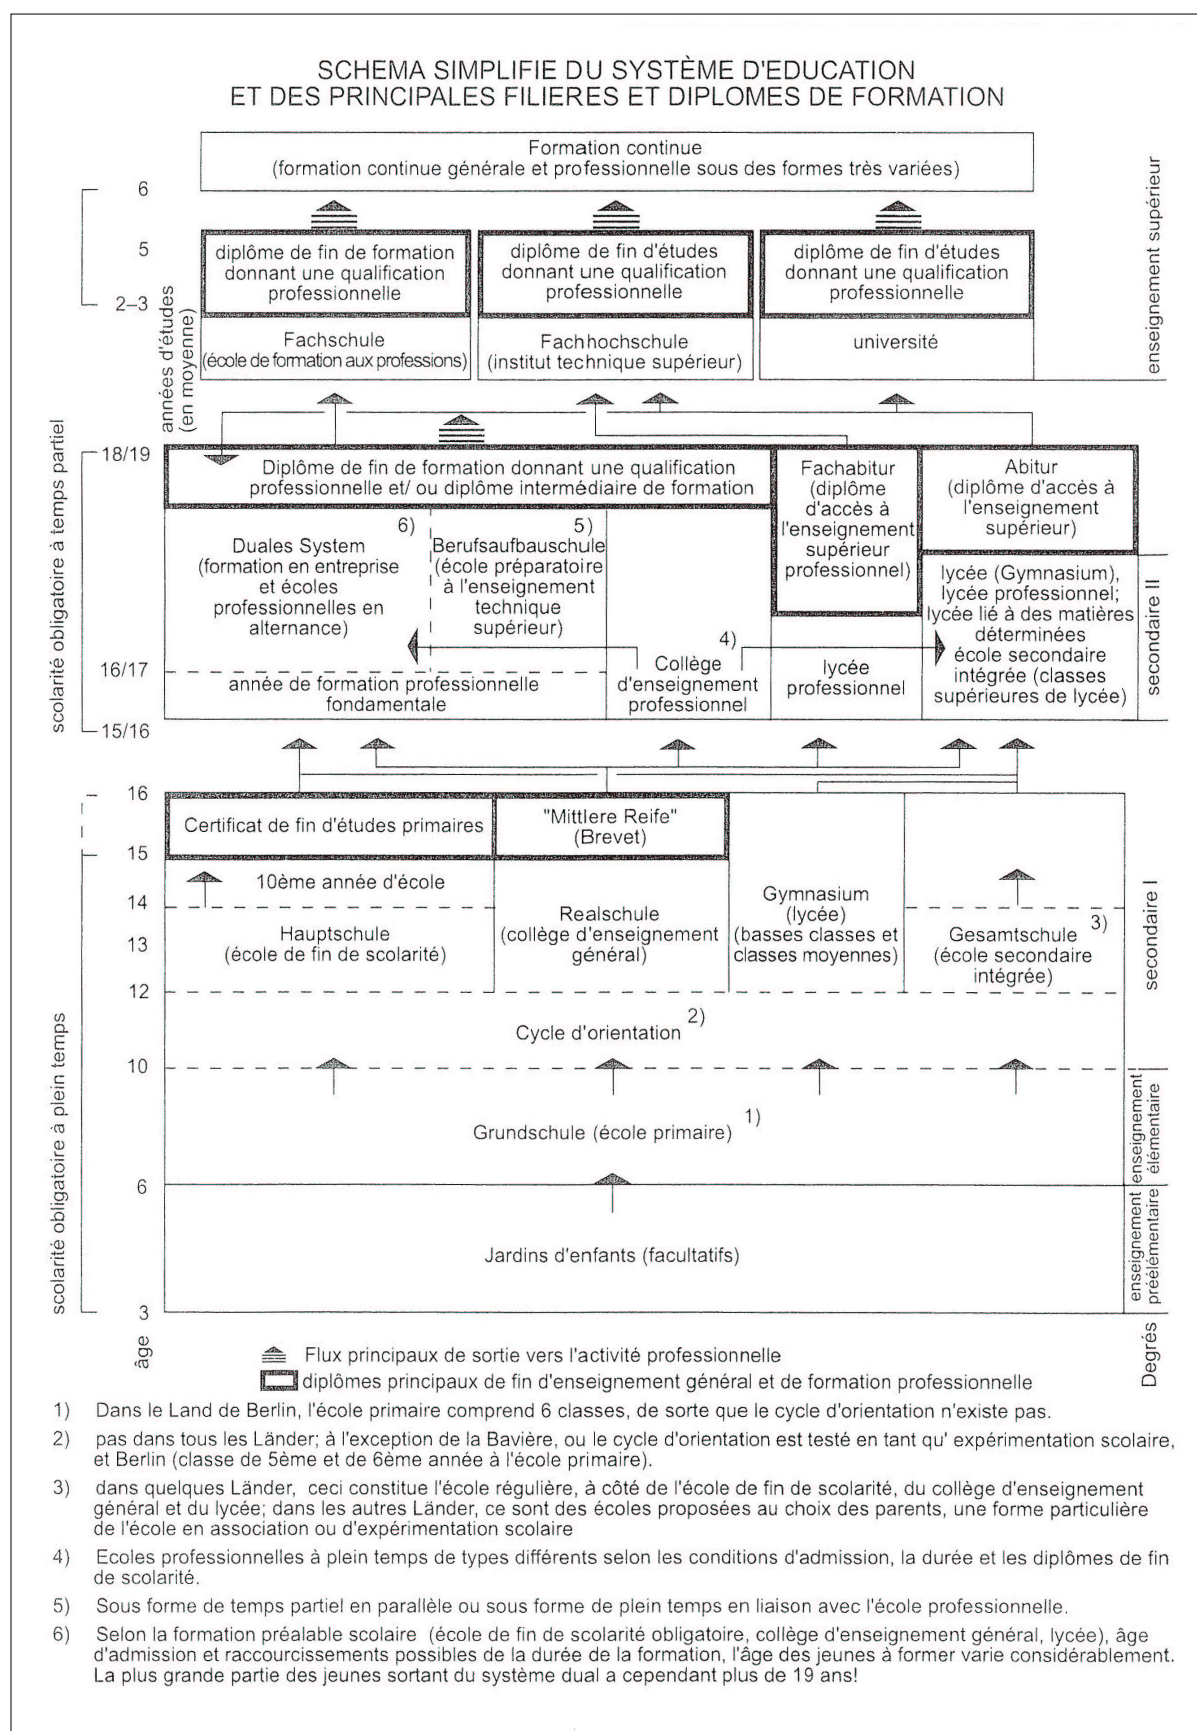 SCHEMA SIMPLIFIE DU SYSTÈME D'EDUCATION
ET DES PRINCIPALES FILIERES ET DIPLOMES DE FORMATION
Formation continue
(formation continue générale et professionnelle sous des formes très variées)
6
5
2–3
années d'études
(en moyenne)
enseignement supérieur
diplôme de fin de formation
donnant une qualification
professionnelle
diplôme de fin d'études
donnant une qualification
professionnelle
diplôme de fin d'études
donnant une qualification
professionnelle
Fachschule
(école de formation aux professions)
Fachhochschule
(institut technique supérieur)
université
scolarité obligatoire à temps partiel
18/19
16/17
15/16
Diplôme de fin de formation donnant une qualification
professionnelle et/ ou diplôme intermédiaire de formation
Fachabitur
(diplôme
d'accès à
l'enseignement
supérieur
professionnel)
Abitur
(diplôme d'accès à
l'enseignement
supérieur)
6)
Duales System
(formation en entreprise
et écoles
professionnelles en
alternance)
5)
Berufsaufbauschule
(école préparatoire
à l'enseignement
technique
supérieur)
année de formation professionnelle
fondamentale
4)
Collège
d'enseignement
professionnel
lycée
professionnel
lycée (Gymnasium),
lycée professionnel;
lycée lié à des matières
déterminées
école secondaire
intégrée (classes
supérieures de lycée)
secondaire II
scolarité obligatoire à plein temps
16
15
14
13
12
10
6
3
âge
Certificat de fin d'études primaires
"Mittlere Reife"
(Brevet)
10ème année d'école
Hauptschule
(école de fin de scolarité)
Realschule
(collège d'enseignement
général)
Gymnasium
(lycée)
(basses classes et
classes moyennes)
3)
Gesamtschule
(école secondaire
intégrée)
secondaire I
Cycle d'orientation 2)
Grundschule (école primaire) 1)
enseignement
élémentaire
Jardins d'enfants (facultatifs)
enseignement
préélémentaire
Degrés
Flux principaux de sortie vers l'activité professionnelle
diplômes principaux de fin d'enseignement général et de formation professionnelle
1) Dans le Land de Berlin, l'école primaire comprend 6 classes, de sorte que le cycle d'orientation n'existe pas.
2) pas dans tous les Länder; à l'exception de la Bavière, ou le cycle d'orientation est testé en tant qu' expérimentation scolaire,
et Berlin (classe de 5ème et de 6ème année à l'école primaire).
3) dans quelques Länder, ceci constitue l'école régulière, à côté de l'école de fin de scolarité, du collège d'enseignement
général et du lycée; dans les autres Länder, ce sont des écoles proposées au choix des parents, une forme particulière
de l'école en association ou d'expérimentation scolaire
4) Ecoles professionnelles à plein temps de types différents selon les conditions d'admission, la durée et les diplômes de fin
de scolarité.
5) Sous forme de temps partiel en parallèle ou sous forme de plein temps en liaison avec l'école professionnelle.
6) Selon la formation préalable scolaire (école de fin de scolarité obligatoire, collège d'enseignement général, lycée), âge
d'admission et raccourcissements possibles de la durée de la formation, l'âge des jeunes à former varie considérablement.
La plus grande partie des jeunes sortant du système dual a cependant plus de 19 ans!